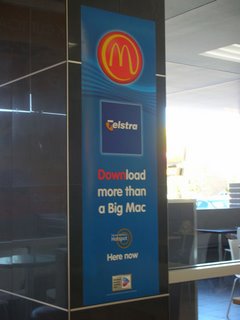 Telstra
Download
more than
a Big Mac
Hotspot
Here now